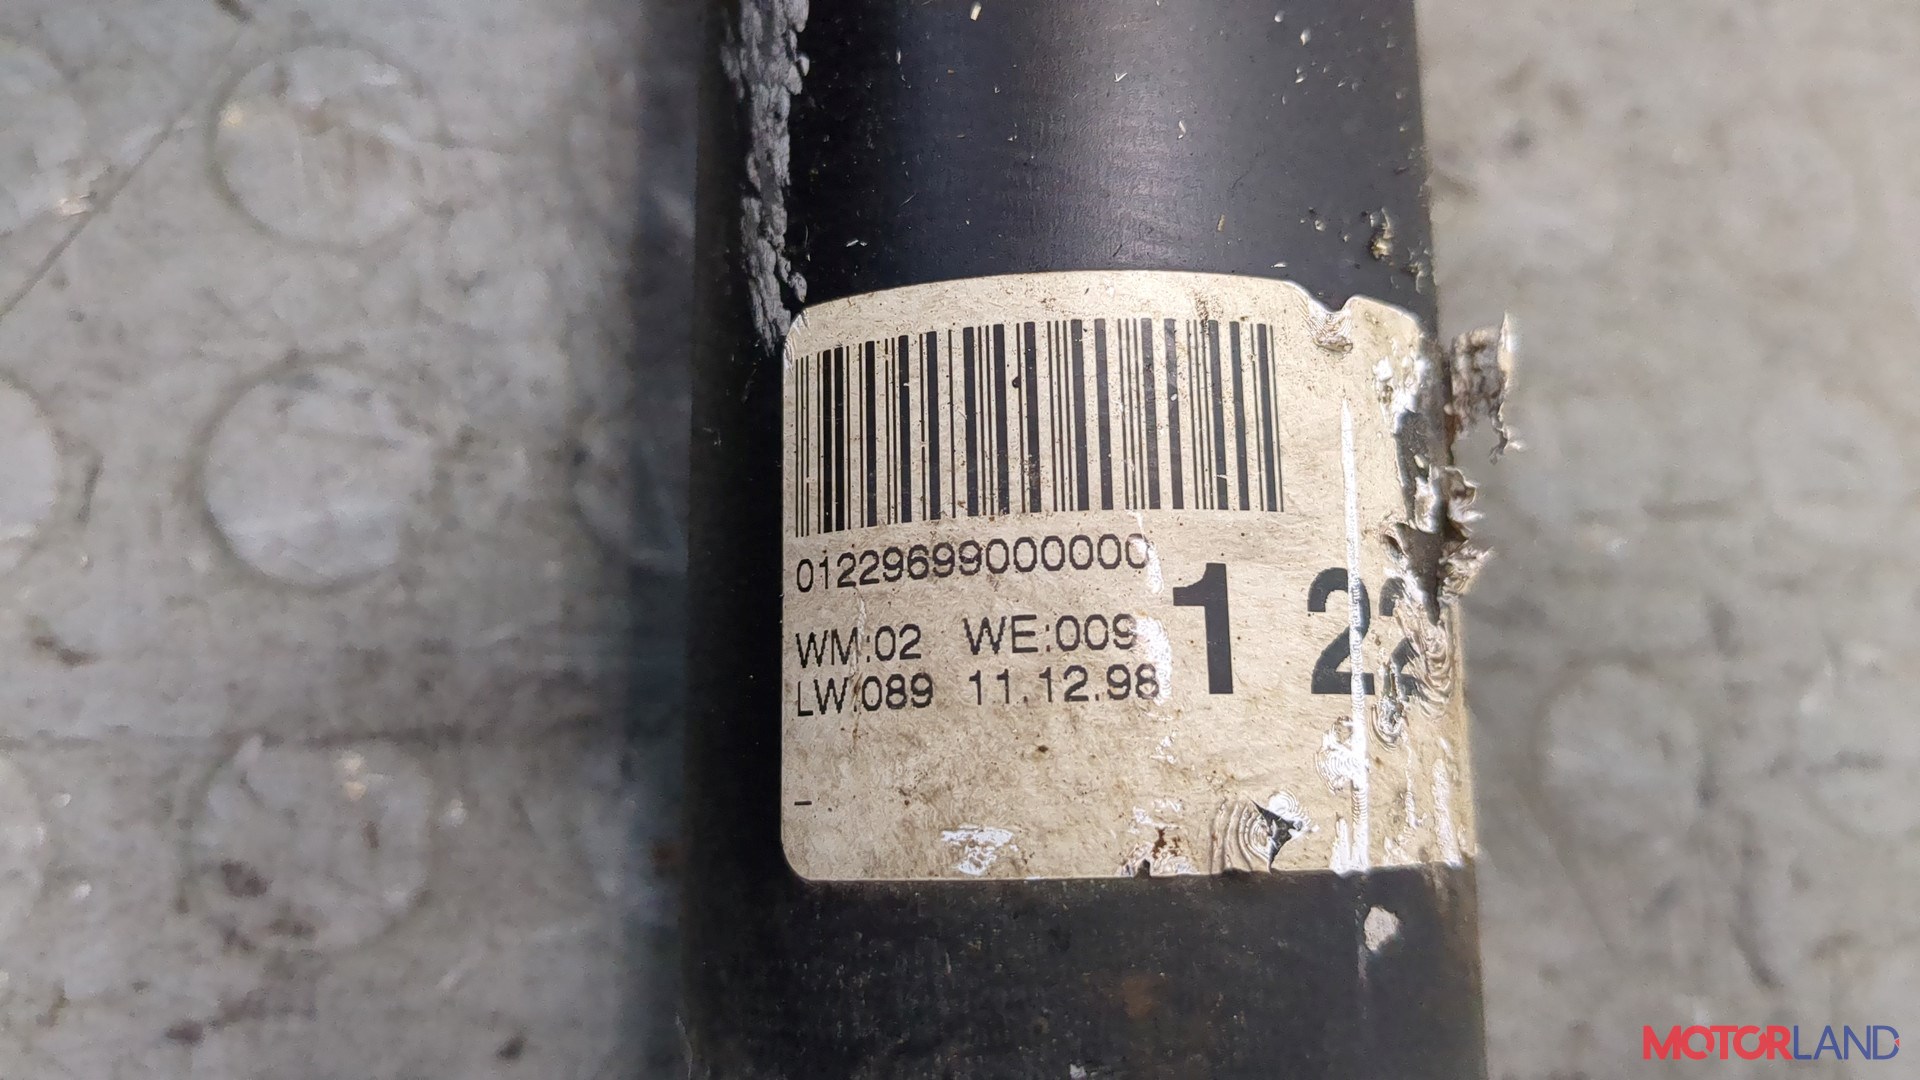 01229699000000
WM:02 WE:009
LW:089 11.12.98
1 22
-
MOTORLAND